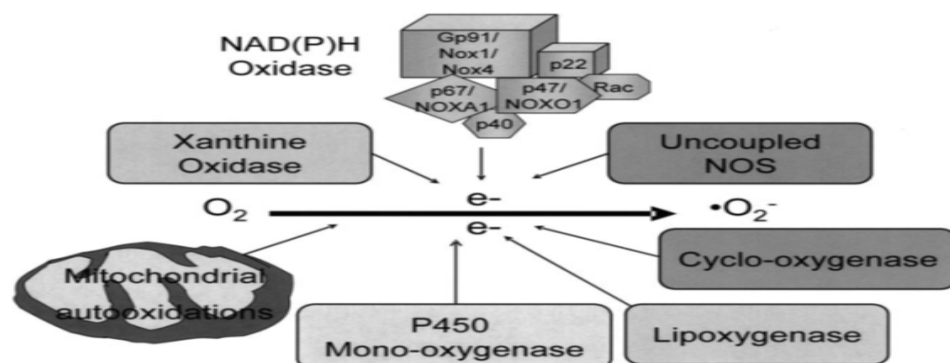 NAD(P)H
Oxidase
Gp91/
Nox1/
Nox4
p22
p67/
NOXA1
p47/
NOXO1
Rac
p40
Xanthine
Oxidase
Uncoupled
NOS
O₂
e-
e-
•O₂⁻
Mitochondrial
autooxidations
Cyclo-oxygenase
P450
Mono-oxygenase
Lipoxygenase